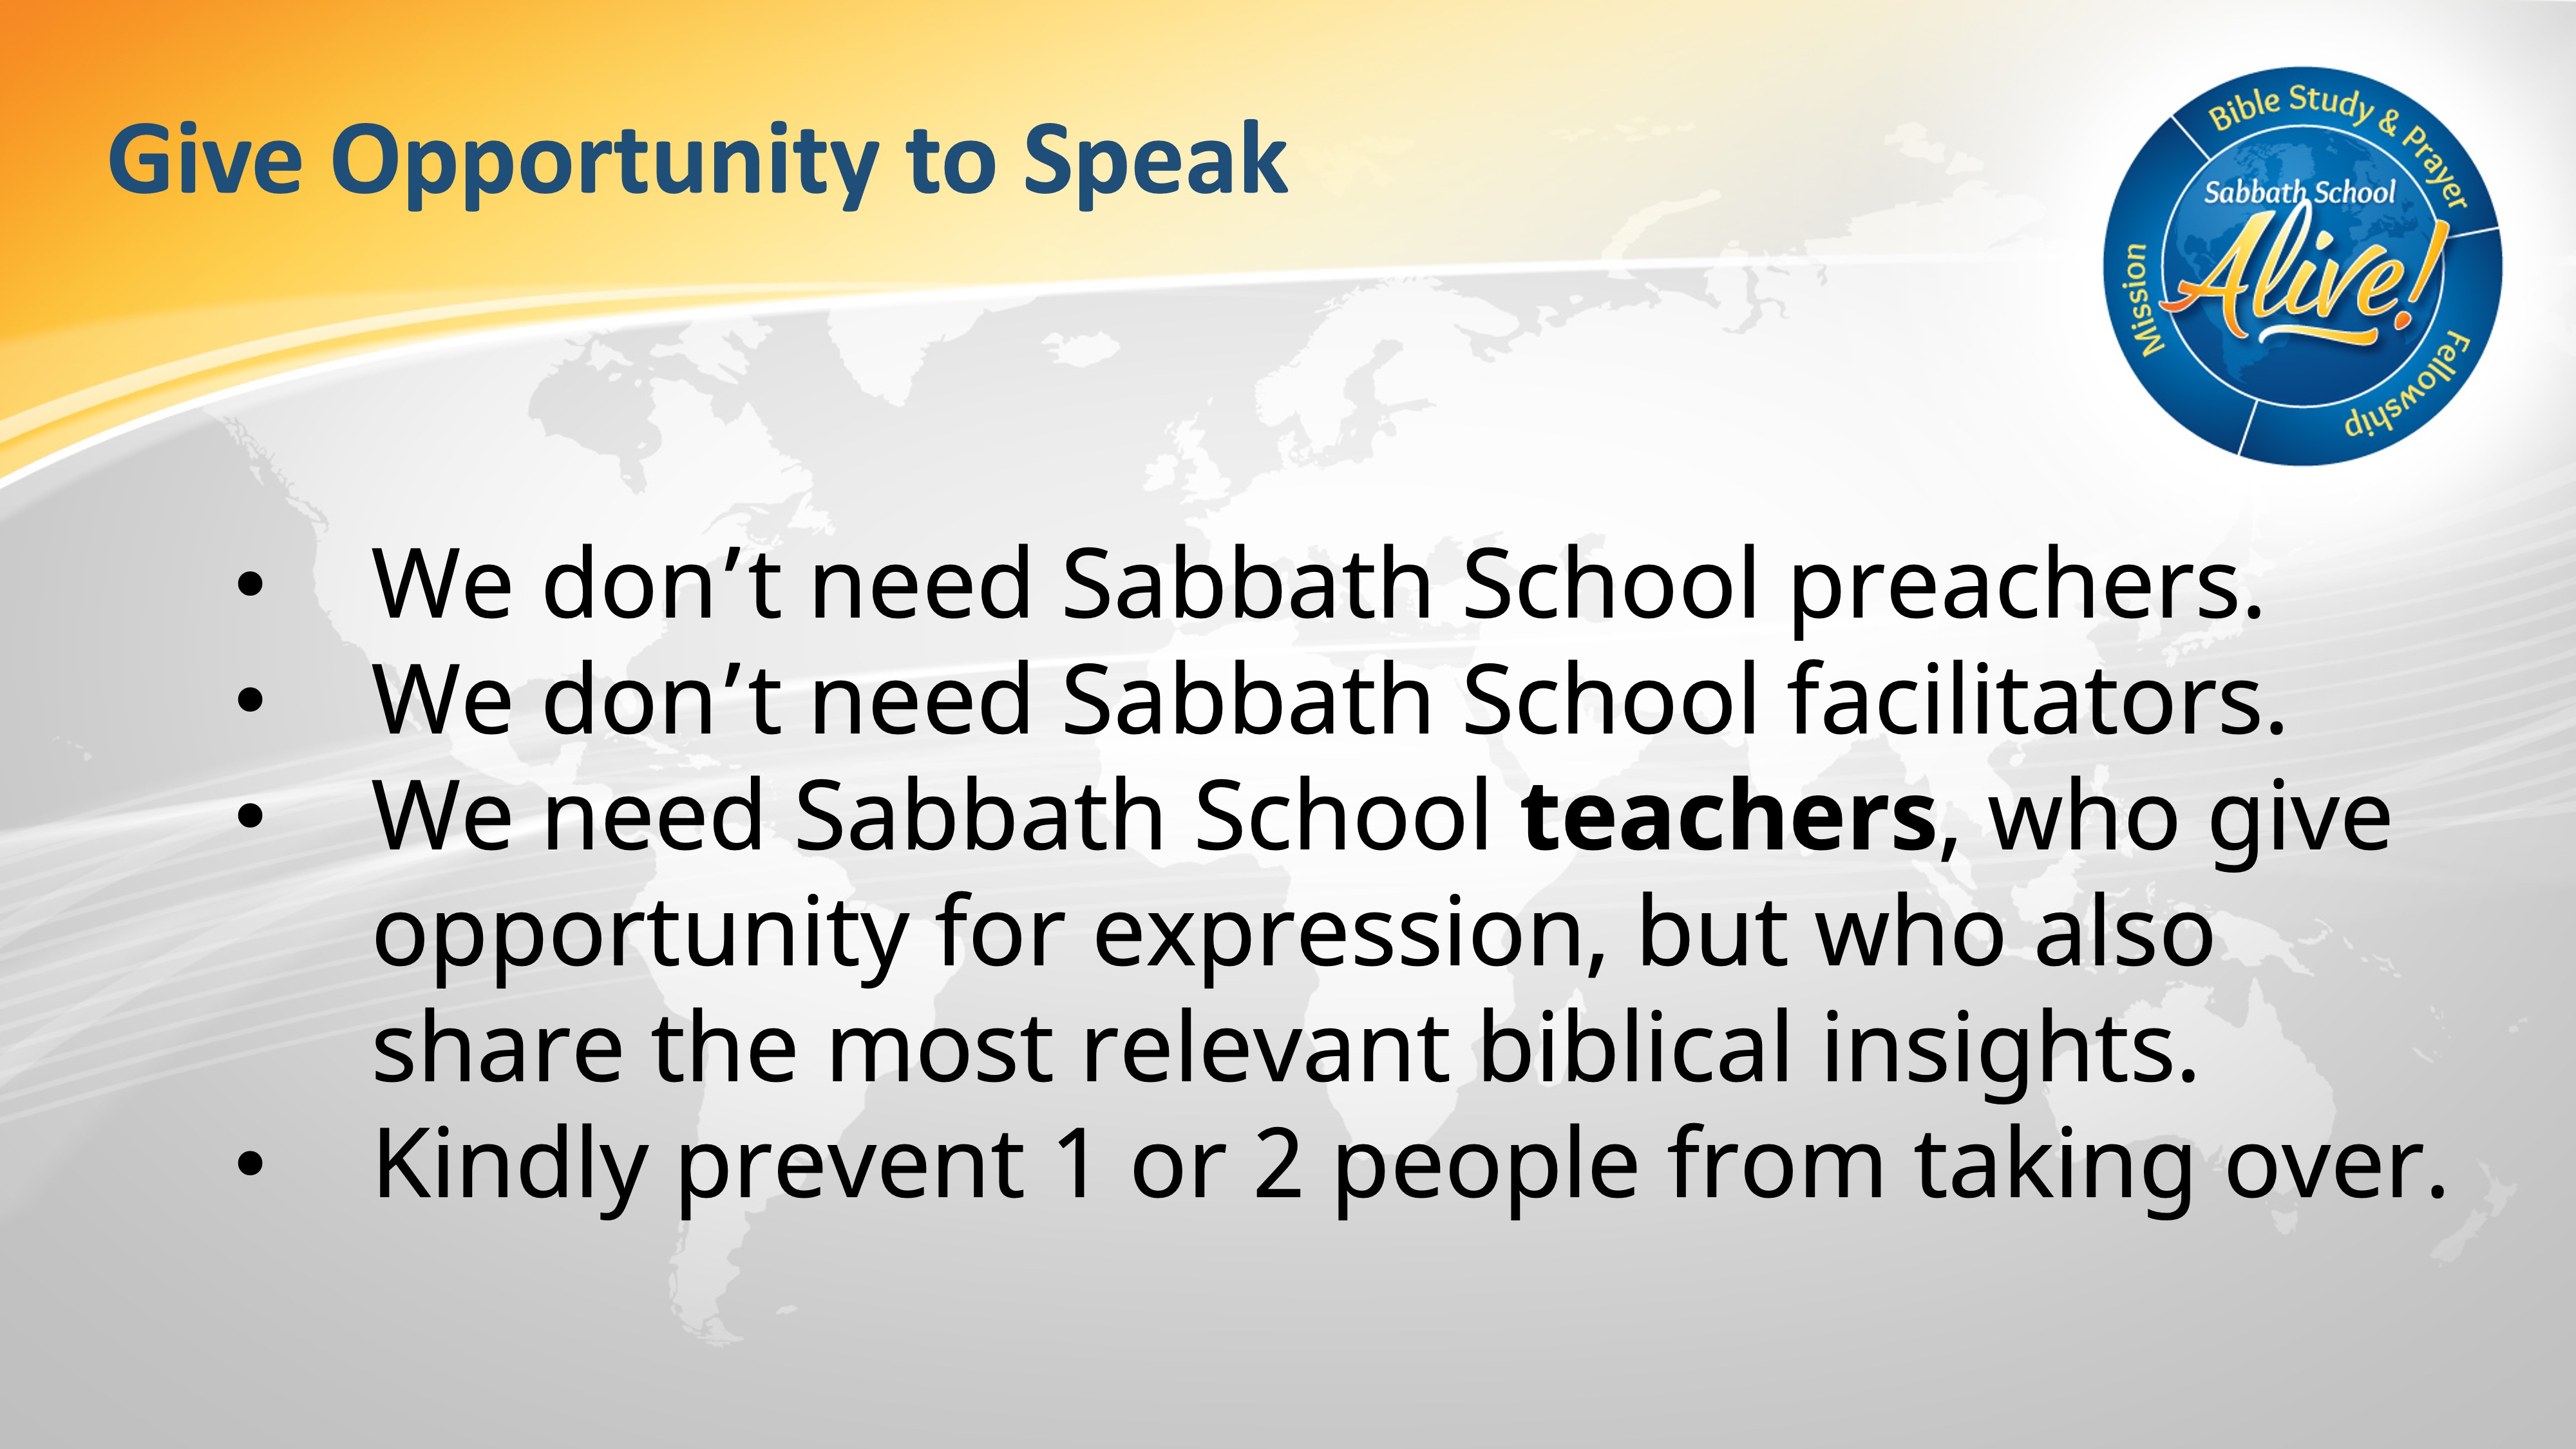 Give Opportunity to Speak
Bible Study & Prayer
Sabbath School
Alive!
Mission
Fellowship
• We don’t need Sabbath School preachers.
• We don’t need Sabbath School facilitators.
• We need Sabbath School teachers, who give
opportunity for expression, but who also
share the most relevant biblical insights.
• Kindly prevent 1 or 2 people from taking over.